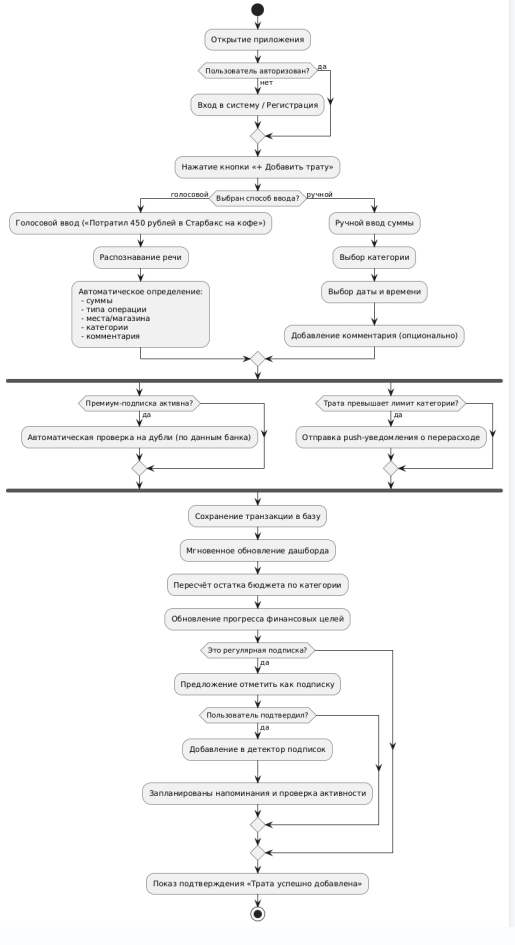 Открытие приложения
Пользователь авторизован?
да
нет
Вход в систему / Регистрация
Нажатие кнопки «+ Добавить трату»
голосовой
Выбран способ ввода?
ручной
Голосовой ввод («Потратил 450 рублей в Старбакс на кофе»)
Распознавание речи
Автоматическое определение:
- суммы
- типа операции
- места/магазина
- категории
- комментария
Ручной ввод суммы
Выбор категории
Выбор даты и времени
Добавление комментария (опционально)
Премиум-подписка активна?
да
Автоматическая проверка на дубли (по данным банка)
Трата превышает лимит категории?
да
Отправка push-уведомления о перерасходе
Сохранение транзакции в базу
Мгновенное обновление дашборда
Пересчёт остатка бюджета по категории
Обновление прогресса финансовых целей
Это регулярная подписка?
да
Предложение отметить как подписку
Пользователь подтвердил?
да
Добавление в детектор подписок
Запланированы напоминания и проверка активности
Показ подтверждения «Трата успешно добавлена»